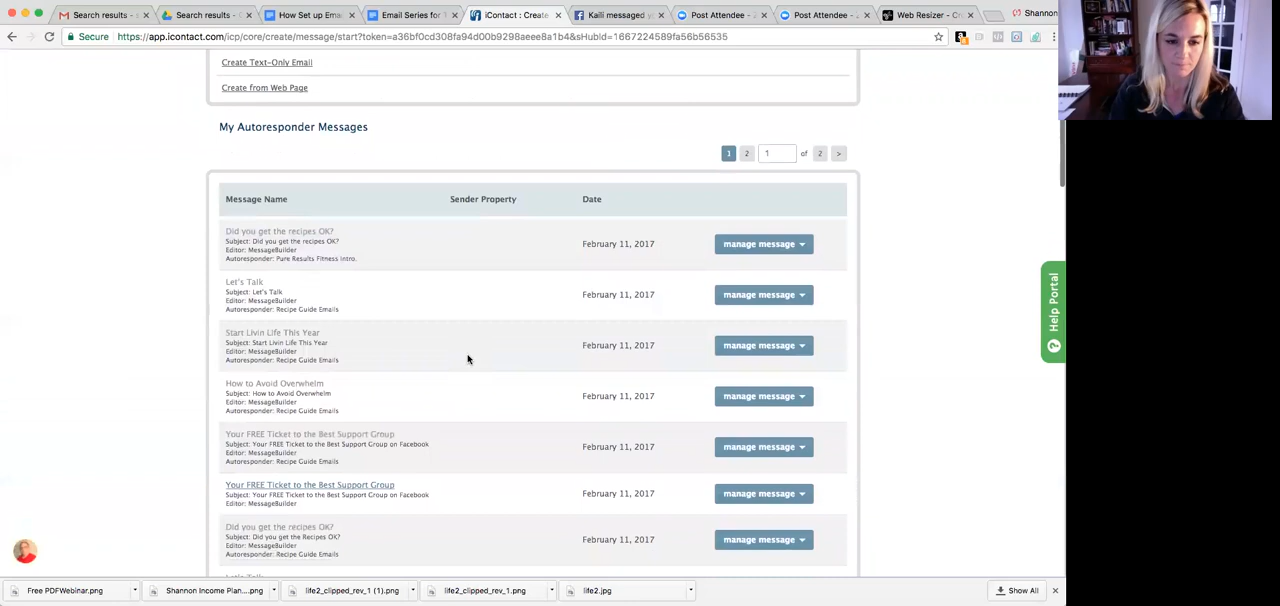 Search results - s
Search results - G
How Set up Ema
Email Series for T
iContact : Create
Kalli messaged yo
Post Attendee - Z
Post Attendee - Z
Web Resizer - Cr
Shannon
Secure
https://app.icontact.com/icp/core/create/message/start?token=a36bf0cd308fa94d00b9298aeee8a1b4&sHubId=1667224589fa56b56535
Create Text-Only Email
Create from Web Page
My Autoresponder Messages
1 2 1 of 2 >
Message Name Sender Property Date
Did you get the recipes OK?
Subject: Did you get the recipes OK?
Editor: MessageBuilder
Autoresponder: Pure Results Fitness Intro.
February 11, 2017
manage message
Let's Talk
Subject: Let's Talk
Editor: MessageBuilder
Autoresponder: Recipe Guide Emails
February 11, 2017
manage message
Start Livin Life This Year
Subject: Start Livin Life This Year
Editor: MessageBuilder
Autoresponder: Recipe Guide Emails
February 11, 2017
manage message
How to Avoid Overwhelm
Subject: How to Avoid Overwhelm
Editor: MessageBuilder
Autoresponder: Recipe Guide Emails
February 11, 2017
manage message
Your FREE Ticket to the Best Support Group
Subject: Your FREE Ticket to the Best Support Group on Facebook
Editor: MessageBuilder
Autoresponder: Recipe Guide Emails
February 11, 2017
manage message
Your FREE Ticket to the Best Support Group
Subject: Your FREE Ticket to the Best Support Group on Facebook
Editor: MessageBuilder
February 11, 2017
manage message
Did you get the recipes OK?
Subject: Did you get the Recipes OK?
Editor: MessageBuilder
Autoresponder: Recipe Guide Emails
February 11, 2017
manage message
Let's Talk
Help Portal
Free PDFWebinar.png
Shannon Income Plan....png
life2_clipped_rev_1 (1).png
life2_clipped_rev_1.png
life2.jpg
Show All